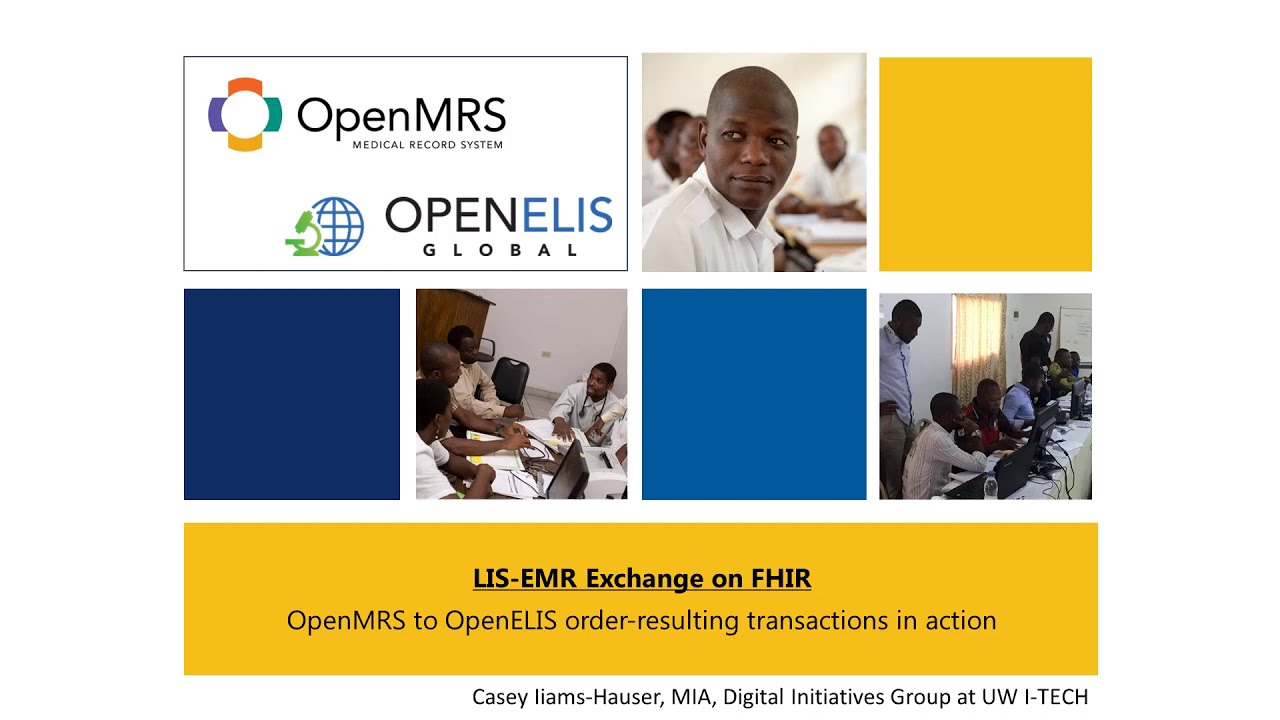 OpenMRS
MEDICAL RECORD SYSTEM
OPENELIS
GLOBAL
LIS-EMR Exchange on FHIR
OpenMRS to OpenELIS order-resulting transactions in action
Casey Iiams-Hauser, MIA, Digital Initiatives Group at UW I-TECH